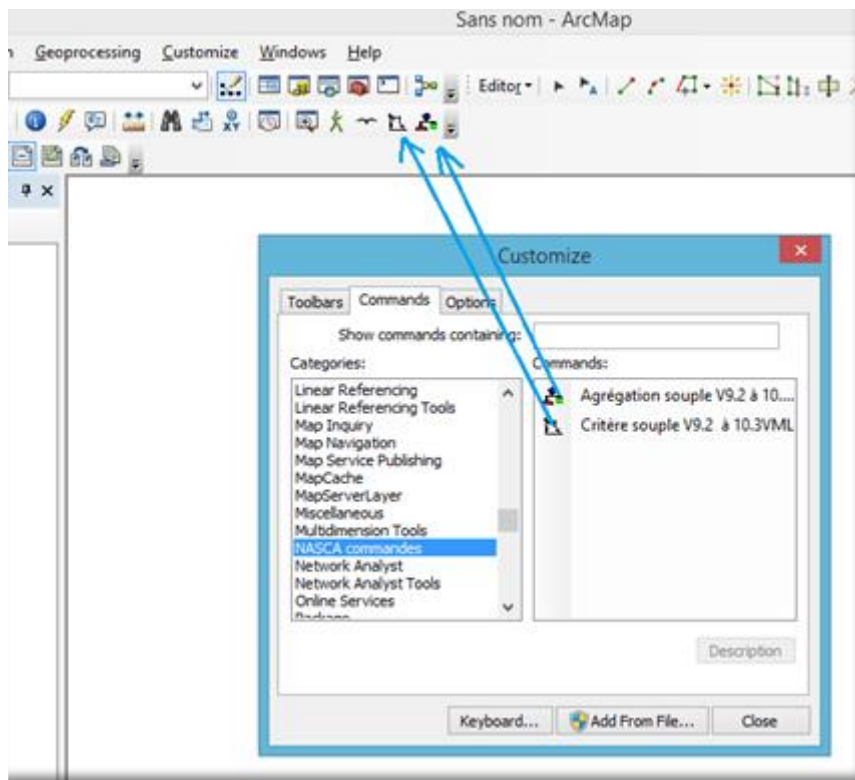 Sans nom - ArcMap
Geoprocessing Customize Windows Help
Editor
Customize
Toolbars Commands Options
Show commands containing:
Categories:
Commands:
Linear Referencing
Linear Referencing Tools
Map Inquiry
Map Navigation
Map Service Publishing
MapCache
MapServerLayer
Miscellaneous
Multidimension Tools
NASCA commandes
Network Analyst
Network Analyst Tools
Online Services
Package
Agrégation souple V9.2 à 10....
Critère souple V9.2 à 10.3VML
Description
Keyboard... Add From File... Close